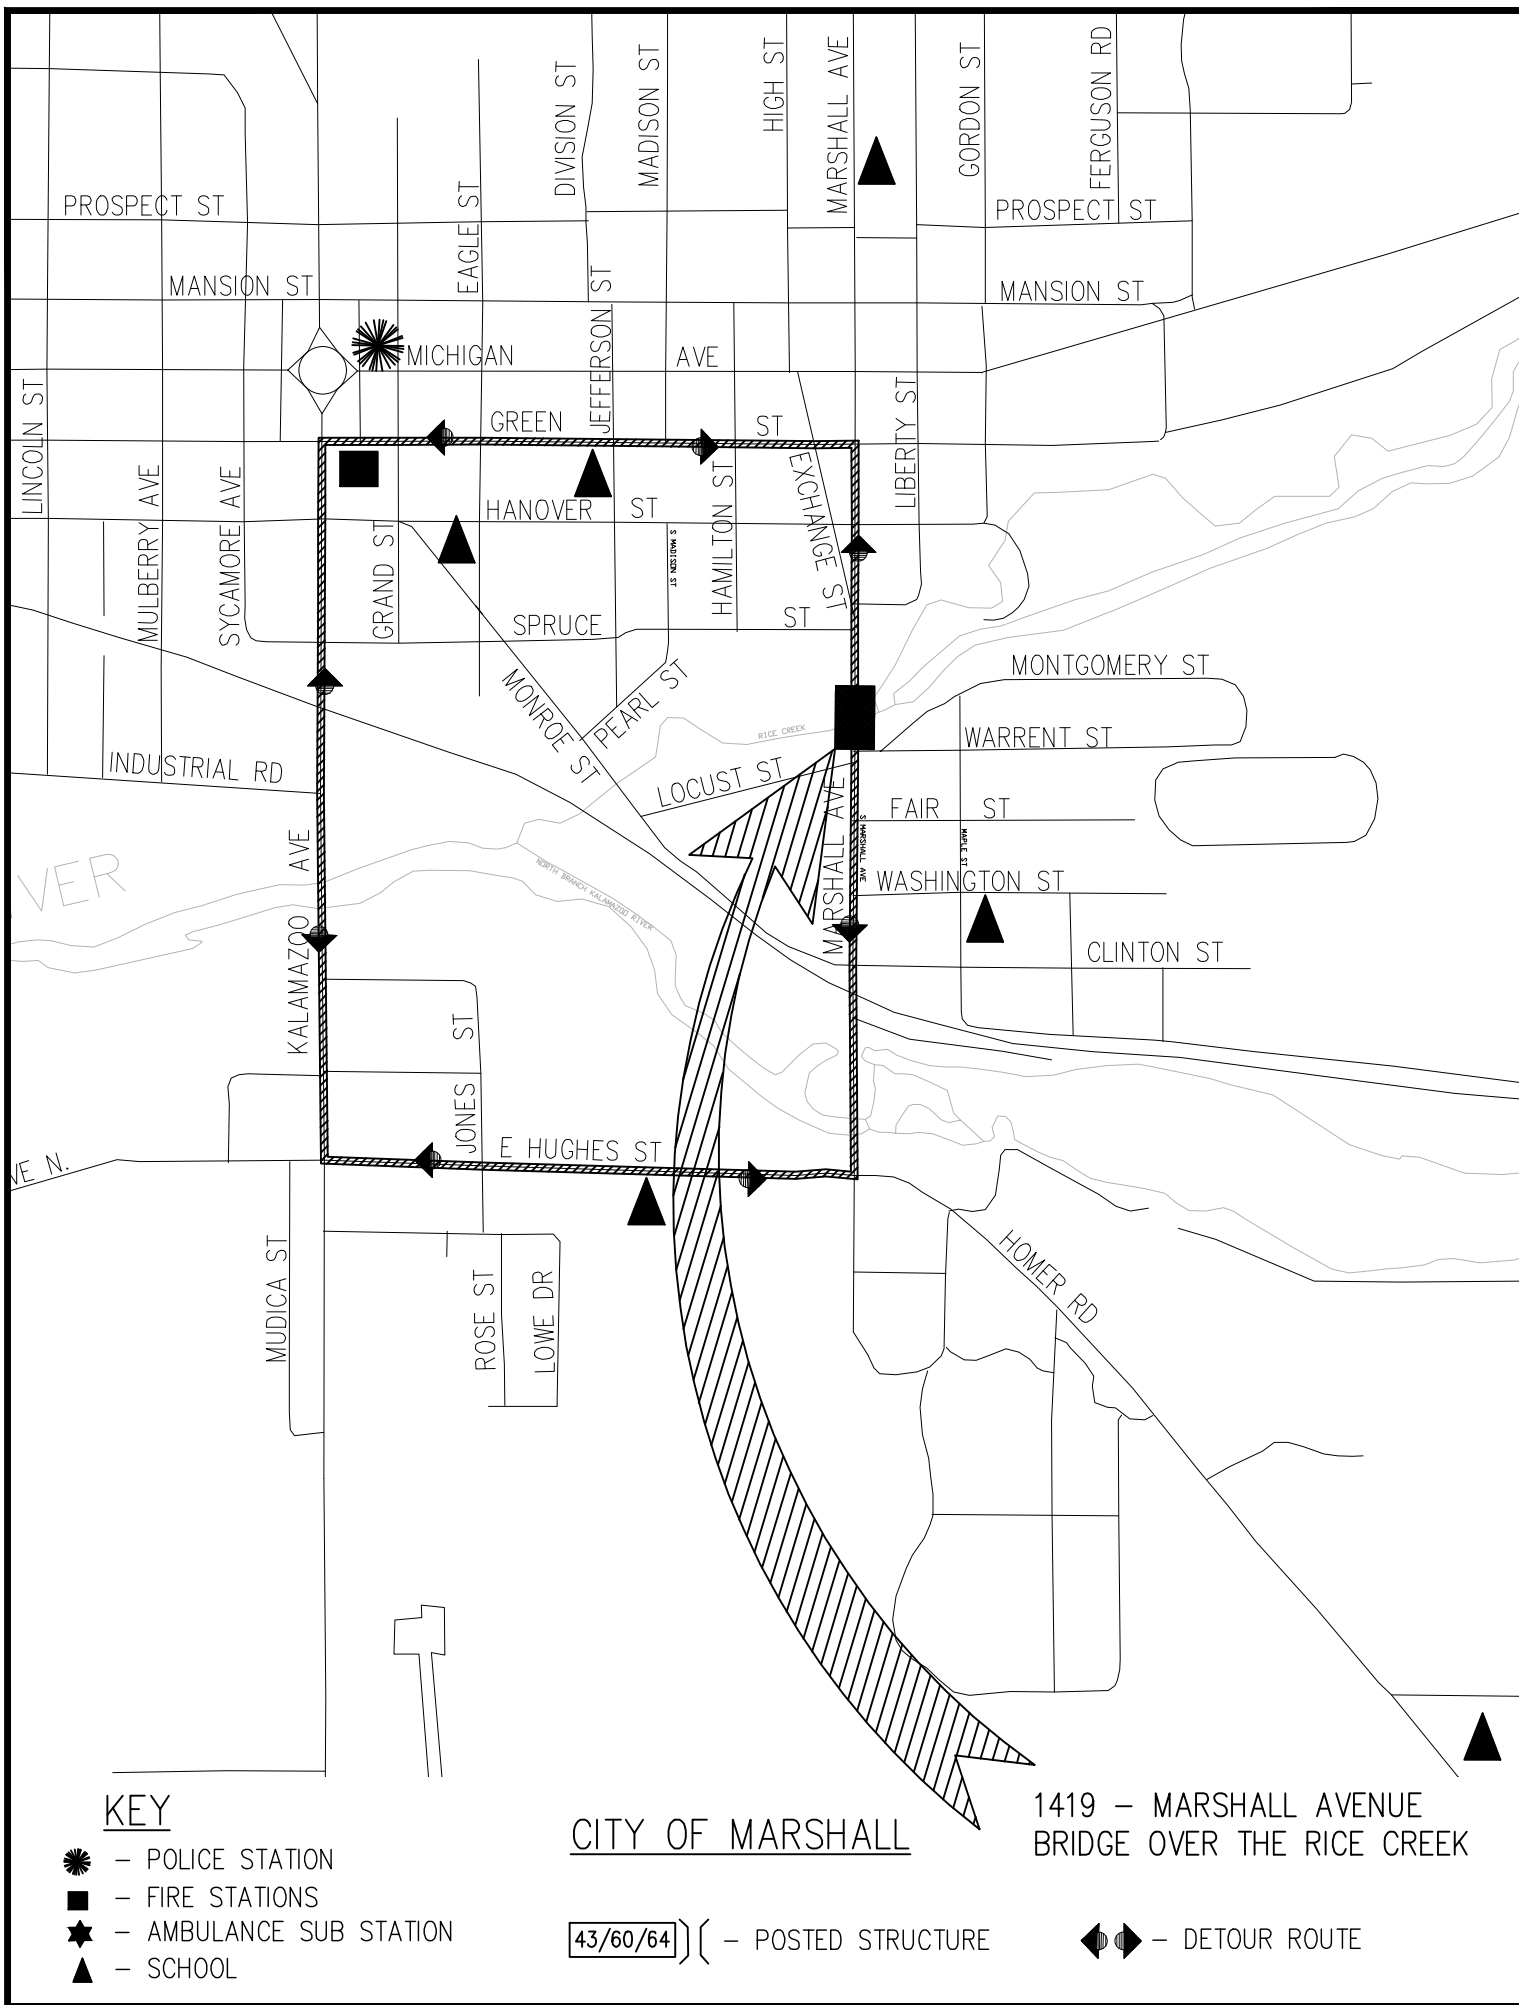 DIVISION ST
MADISON ST
HIGH ST
MARSHALL AVE
GORDON ST
FERGUSON RD
PROSPECT ST
EAGLE ST
PROSPECT ST
MANSION ST
JEFFERSON ST
MANSION ST
MICHIGAN AVE
LINCOLN ST
GREEN ST
LIBERTY ST
MULBERRY AVE
SYCAMORE AVE
GRAND ST
HANOVER ST
S MADISON ST
HAMILTON ST
EXCHANGE ST
SPRUCE ST
MONROE ST
PEARL ST
MONTGOMERY ST
RICE CREEK
WARRENT ST
INDUSTRIAL RD
LOCUST ST
FAIR ST
KALAMAZOO AVE
VER
MARSHALL AVE
S MARSHALL AVE
MAPLE ST
NORTH BRANCH KALAMAZOO RIVER
WASHINGTON ST
CLINTON ST
JONES ST
E HUGHES ST
VE N.
MUDICA ST
ROSE ST
LOWE DR
HOMER RD
KEY
– POLICE STATION
– FIRE STATIONS
– AMBULANCE SUB STATION
– SCHOOL
CITY OF MARSHALL
43/60/64 – POSTED STRUCTURE
1419 – MARSHALL AVENUE
BRIDGE OVER THE RICE CREEK
– DETOUR ROUTE